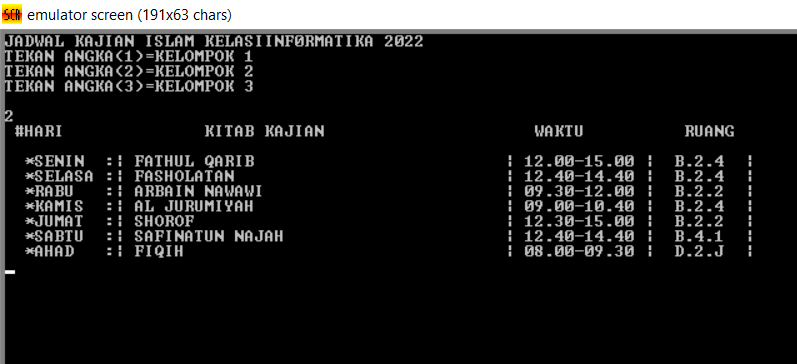 emulator screen (191x63 chars)
JADWAL KAJIAN ISLAM KELASIINFORMATIKA 2022
TEKAN ANGKA(1)=KELOMPOK 1
TEKAN ANGKA(2)=KELOMPOK 2
TEKAN ANGKA(3)=KELOMPOK 3
2
#HARI KITAB KAJIAN WAKTU RUANG
*SENIN :¦ FATHUL QARIB ¦ 12.00-15.00 ¦ B.2.4 ¦
*SELASA :¦ FASHOLATAN ¦ 12.40-14.40 ¦ B.2.4 ¦
*RABU :¦ ARBAIN NAWAWI ¦ 09.30-12.00 ¦ B.2.2 ¦
*KAMIS :¦ AL JURUMIYAH ¦ 09.00-10.40 ¦ B.2.4 ¦
*JUMAT :¦ SHOROF ¦ 12.30-15.00 ¦ B.2.2 ¦
*SABTU :¦ SAFINATUN NAJAH ¦ 12.40-14.40 ¦ B.4.1 ¦
*AHAD :¦ FIQIH ¦ 08.00-09.30 ¦ D.2.J ¦